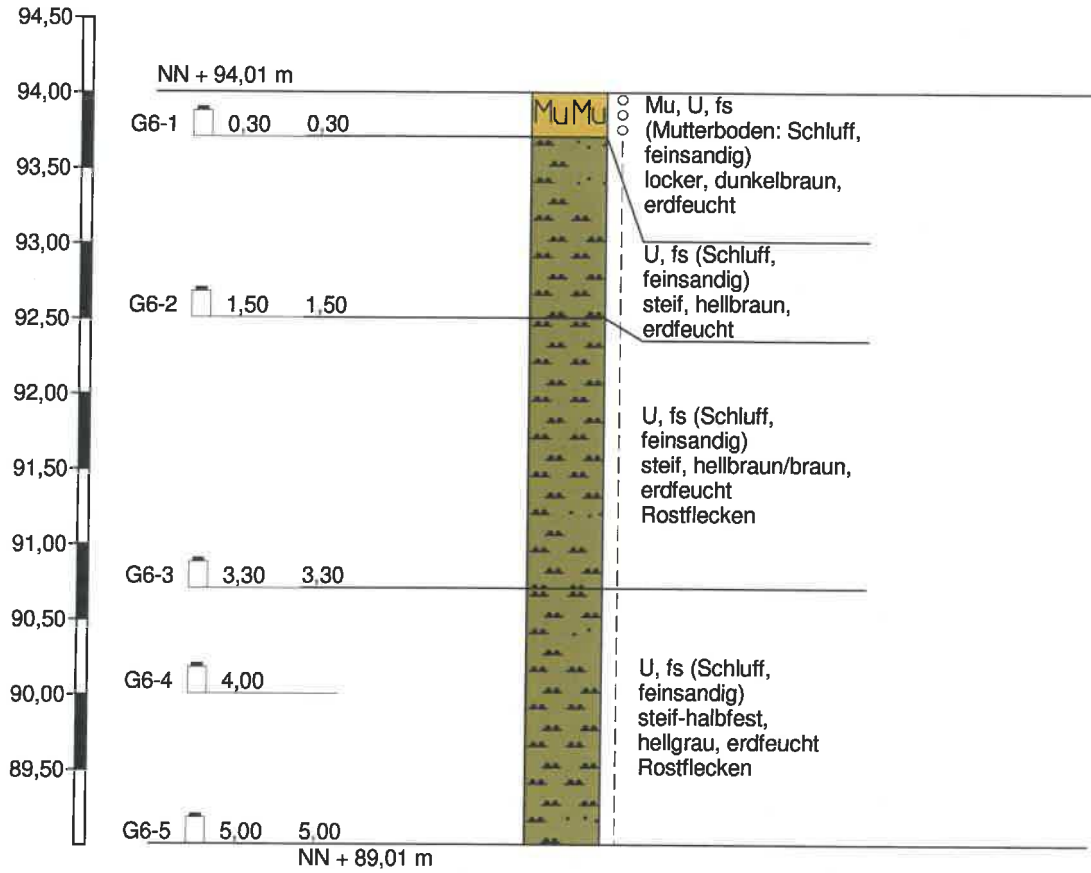 94,50
NN + 94,01 m
94,00
G6-1 0,30 0,30
MuMu
Mu, U, fs
(Mutterboden: Schluff,
feinsandig)
locker, dunkelbraun,
erdfeucht
93,50
93,00
U, fs (Schluff,
feinsandig)
steif, hellbraun,
erdfeucht
G6-2 1,50 1,50
92,50
92,00
U, fs (Schluff,
feinsandig)
steif, hellbraun/braun,
erdfeucht
Rostflecken
91,50
91,00
G6-3 3,30 3,30
90,50
G6-4 4,00
90,00
U, fs (Schluff,
feinsandig)
steif-halbfest,
hellgrau, erdfeucht
Rostflecken
89,50
G6-5 5,00 5,00
NN + 89,01 m